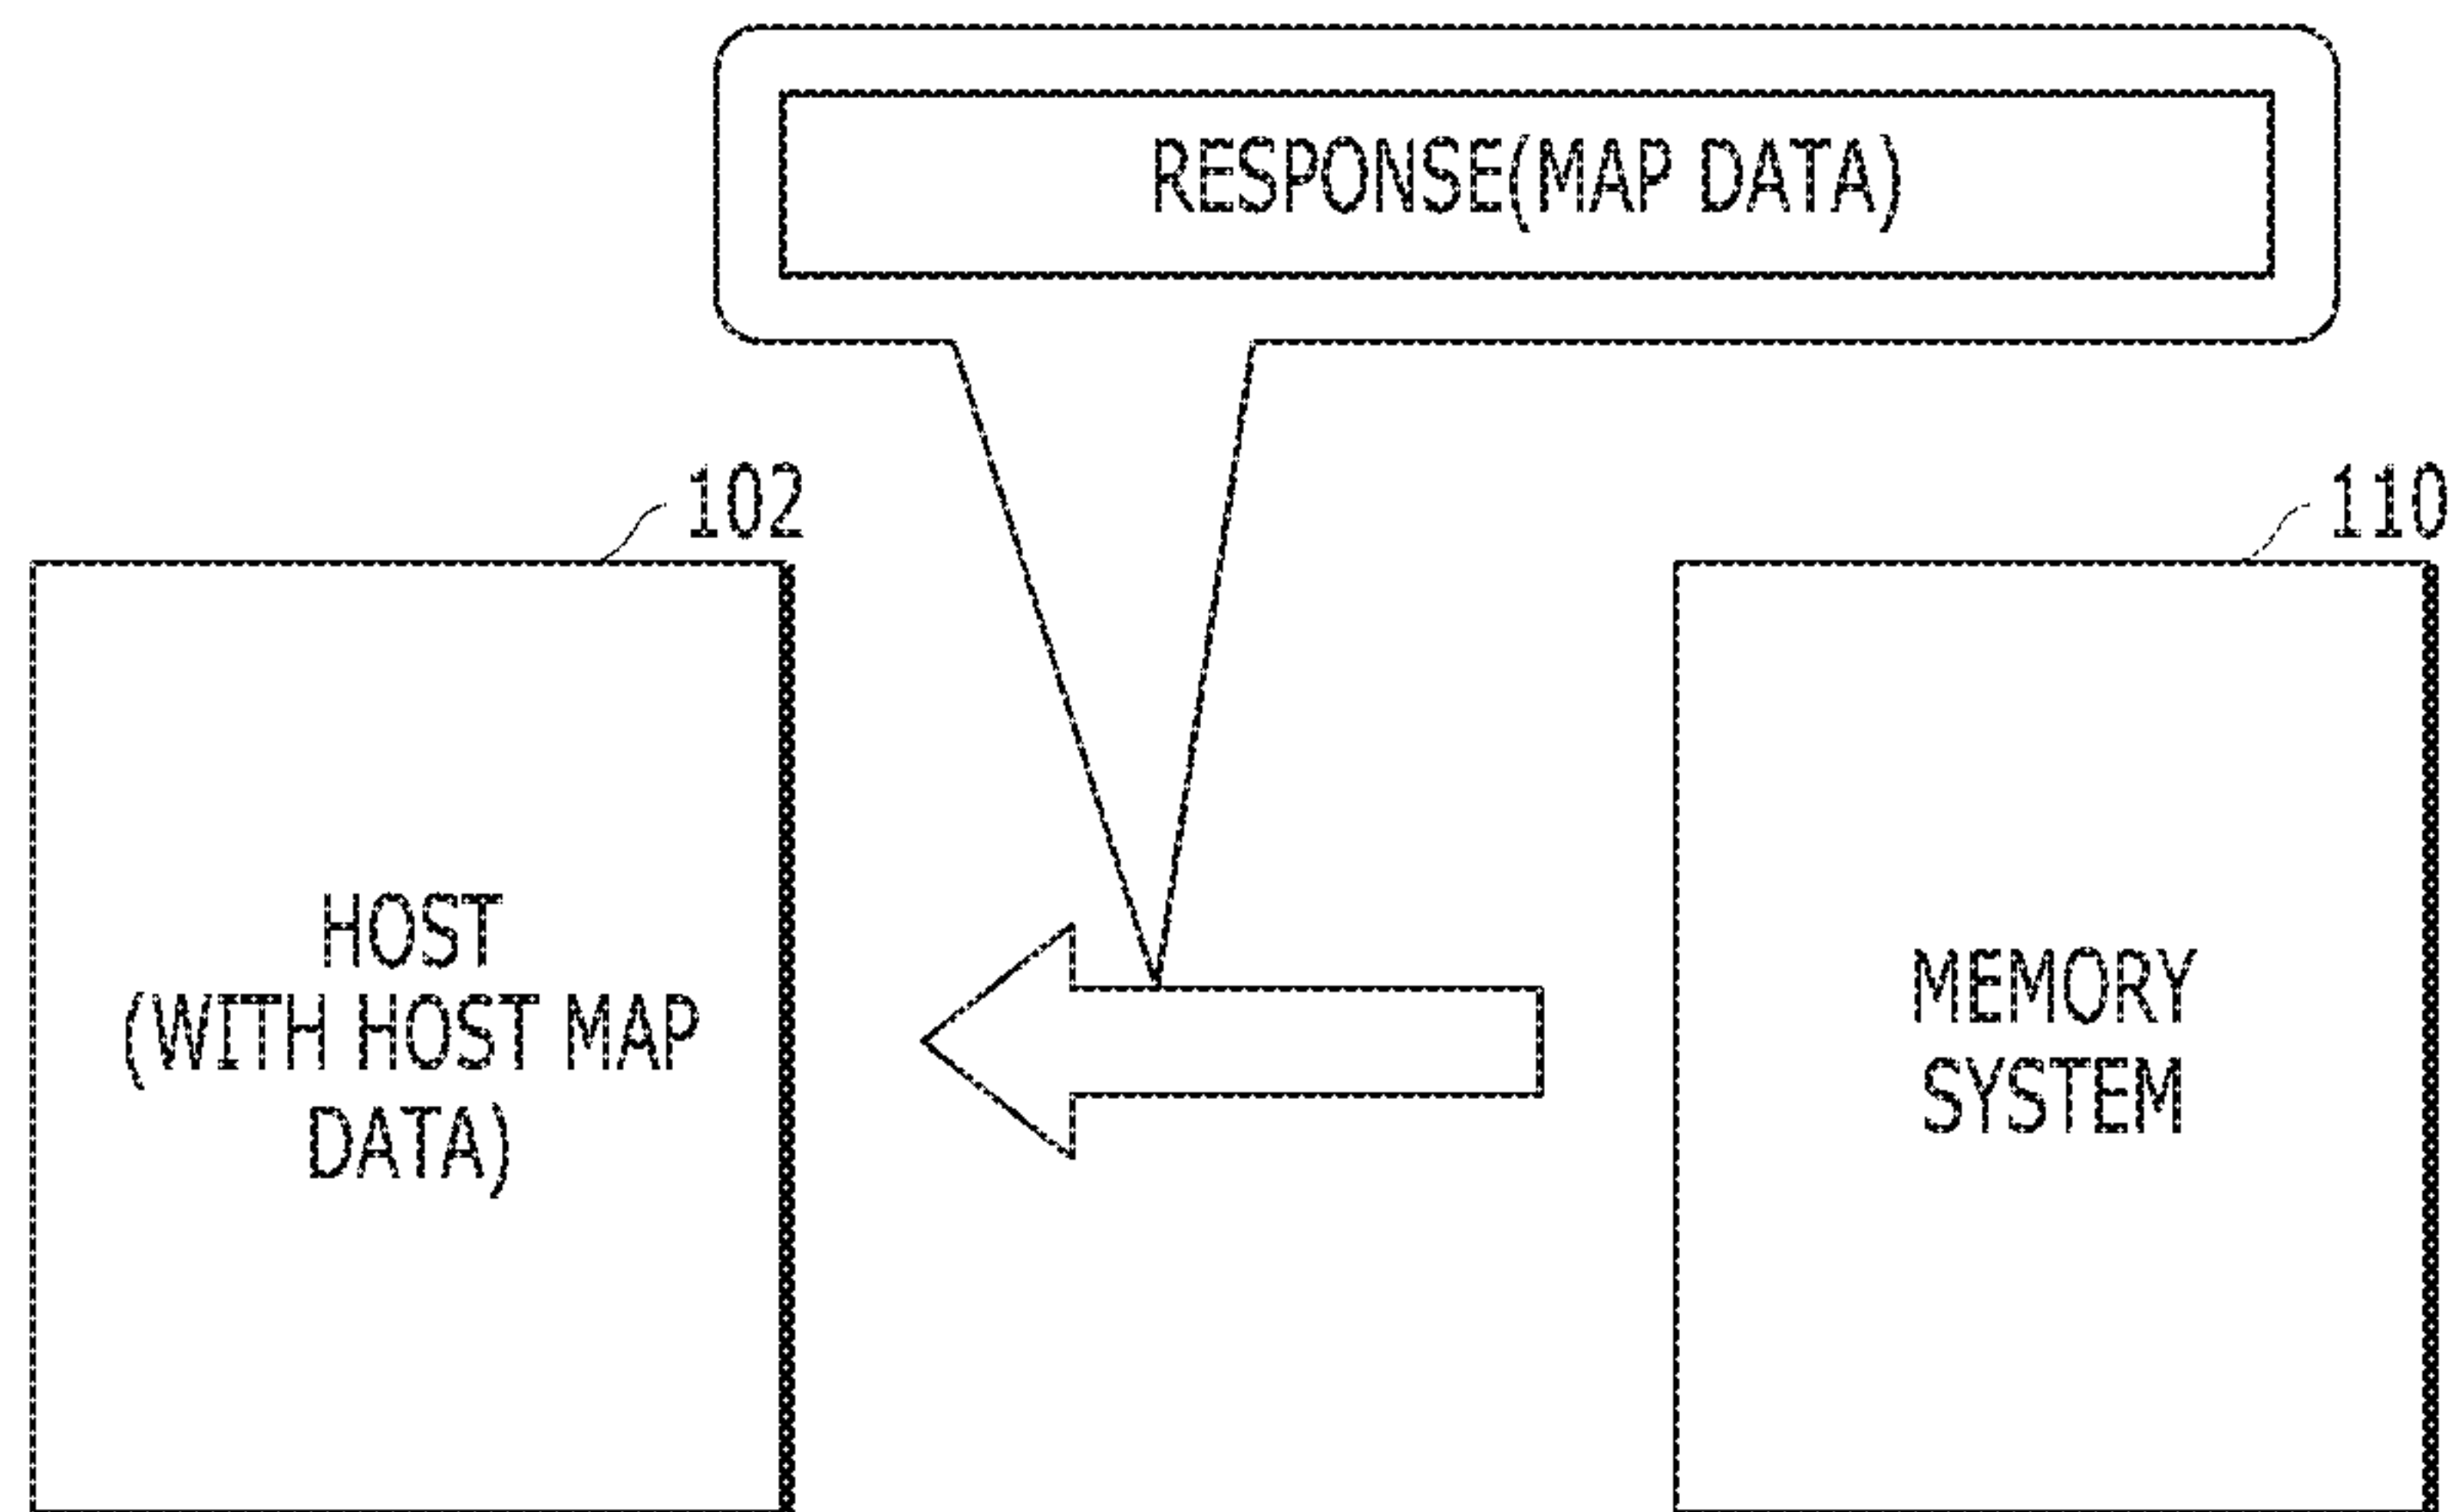 RESPONSE(MAP DATA)
102
110
HOST
(WITH HOST MAP
DATA)
MEMORY
SYSTEM